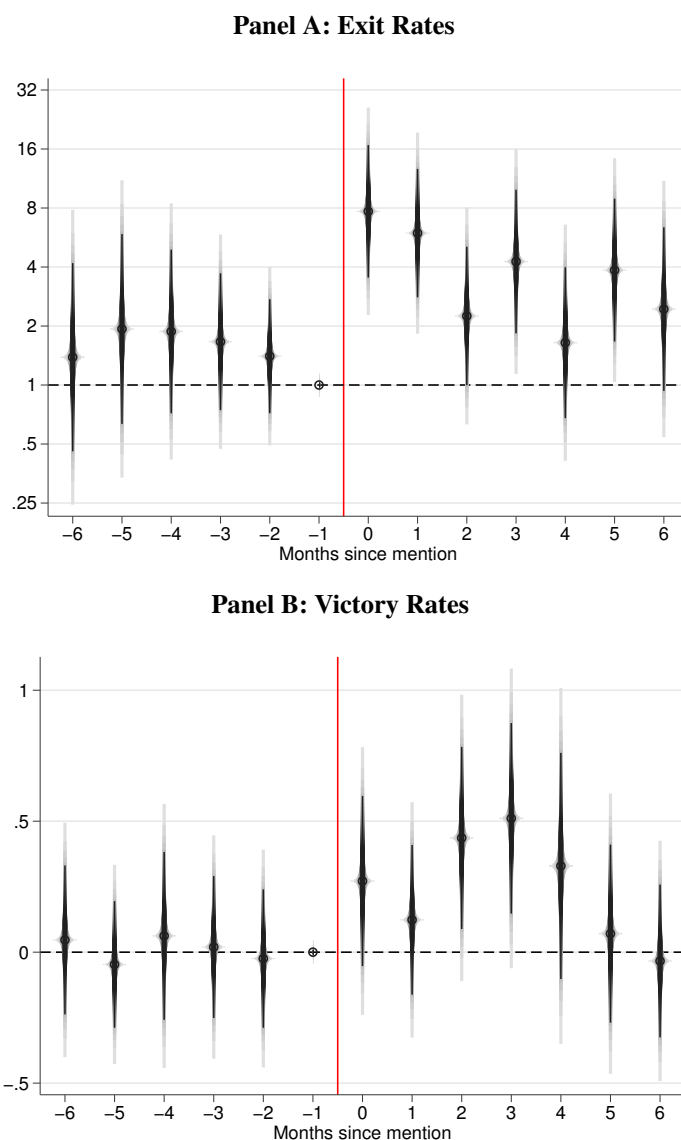 Panel A: Exit Rates
32
16
8
4
2
1
.5
.25
−6 −5 −4 −3 −2 −1 0 1 2 3 4 5 6
Months since mention
Panel B: Victory Rates
1
.5
0
−.5
−6 −5 −4 −3 −2 −1 0 1 2 3 4 5 6
Months since mention